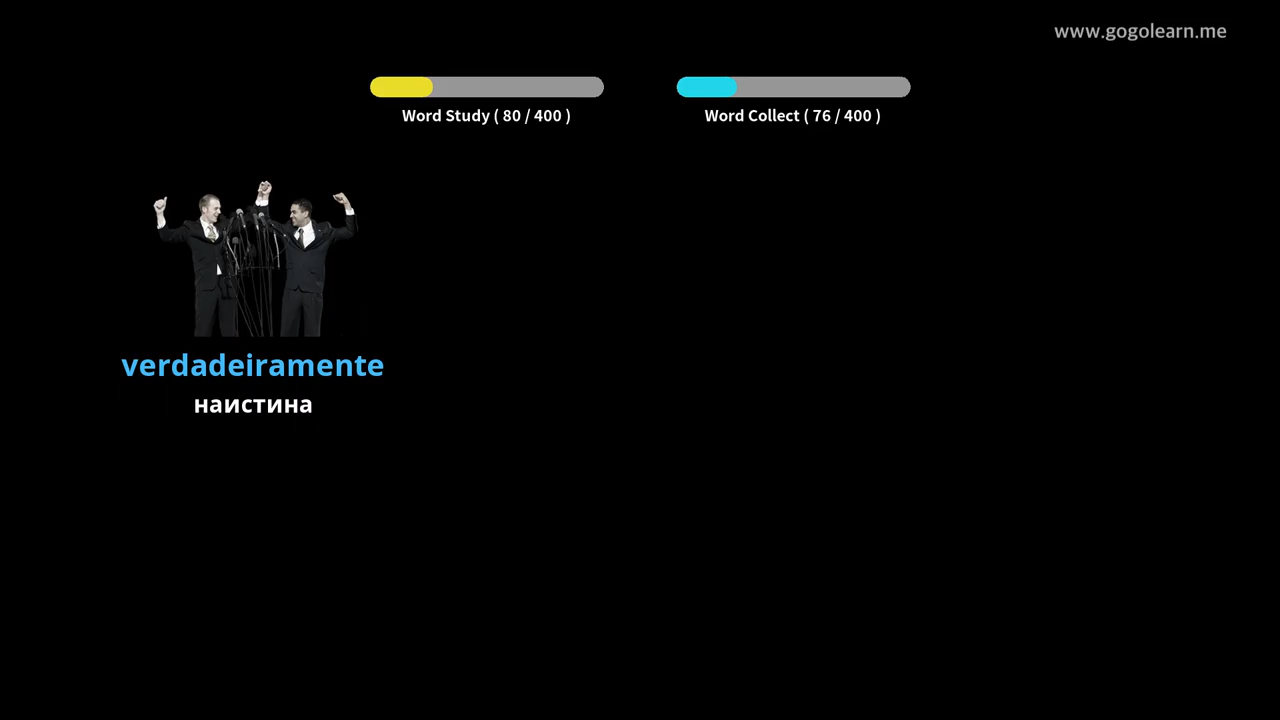 www.gogolearn.me
Word Study ( 80 / 400 )
Word Collect ( 76 / 400 )
verdadeiramente
наистина